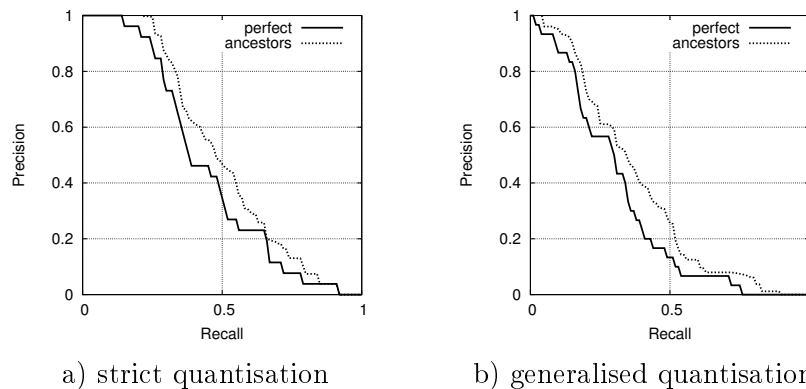 1
0.8
0.6
0.4
0.2
0
0
0.5
1
Precision
Recall
perfect
ancestors
a) strict quantisation
1
0.8
0.6
0.4
0.2
0
0
0.5
Precision
Recall
perfect
ancestors
b) generalised quantisation